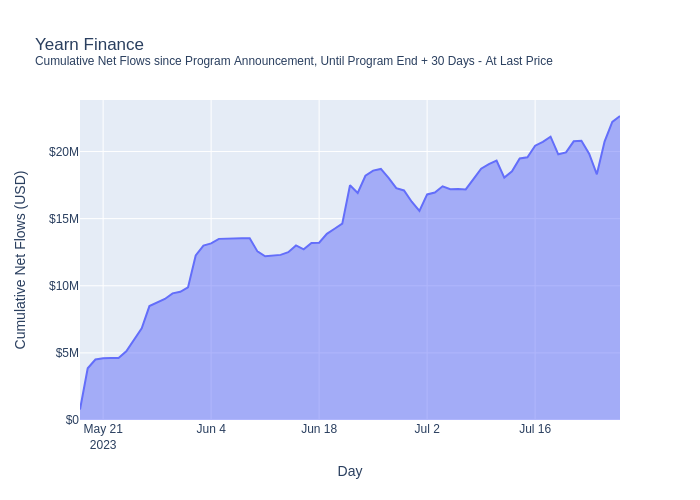 Yearn Finance
Cumulative Net Flows since Program Announcement, Until Program End + 30 Days - At Last Price
Cumulative Net Flows (USD)
$20M
$15M
$10M
$5M
$0
May 21 Jun 4 Jun 18 Jul 2 Jul 16
2023
Day